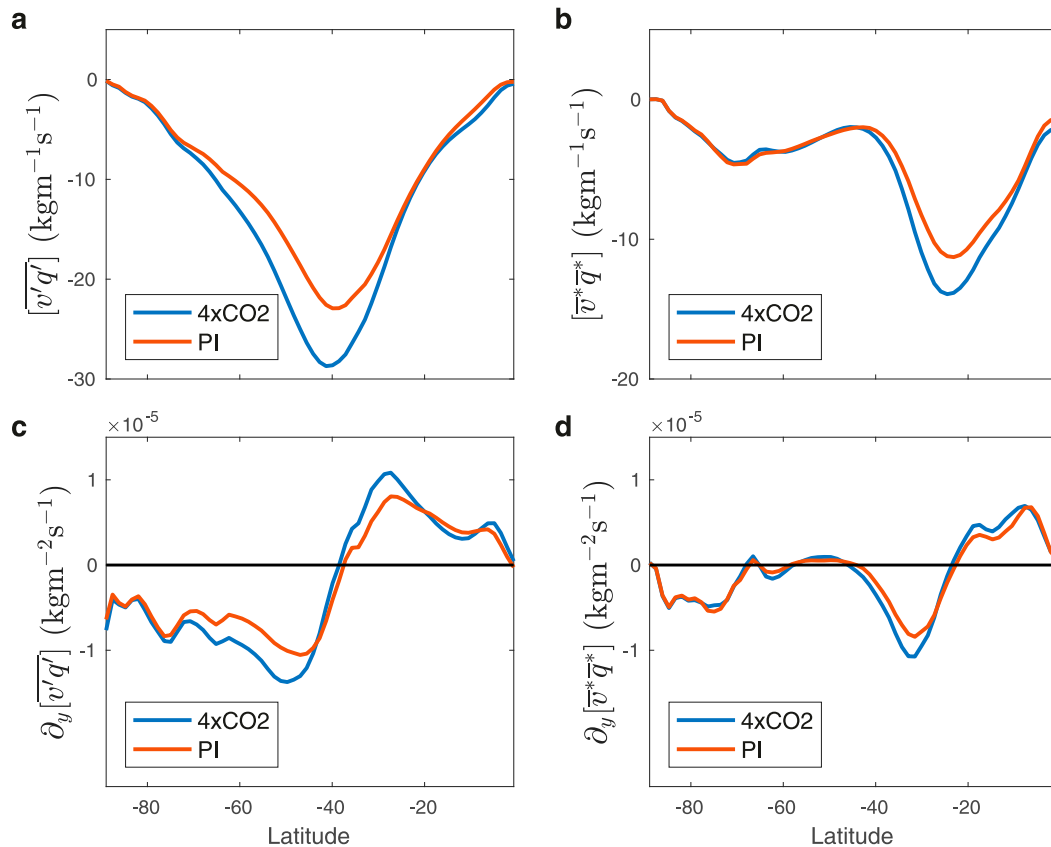 a
[v′q′‾] (kgm⁻¹s⁻¹)
0
-10
-20
-30
4xCO2
PI
b
[v‾*q‾*] (kgm⁻¹s⁻¹)
0
-10
-20
4xCO2
PI
c
×10⁻⁵
∂y[v′q′‾] (kgm⁻²s⁻¹)
1
0
-1
4xCO2
PI
-80
-60
-40
-20
Latitude
d
×10⁻⁵
∂y[v‾*q‾*] (kgm⁻²s⁻¹)
1
0
-1
4xCO2
PI
-80
-60
-40
-20
Latitude